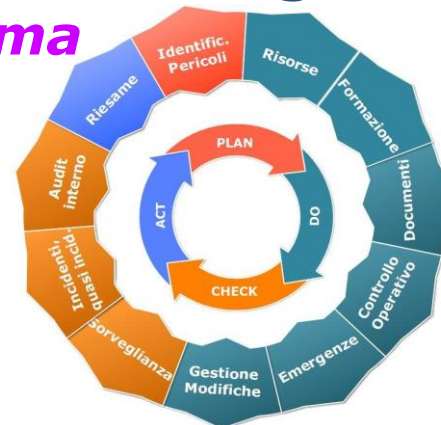 ma
Identific.
Pericoli
Risorse
Formazione
Documenti
Controllo
Operativo
Emergenze
Gestione
Modifiche
Sorveglianza
Incidenti,
quasi incid.
Audit
interno
Riesame
PLAN
DO
CHECK
ACT